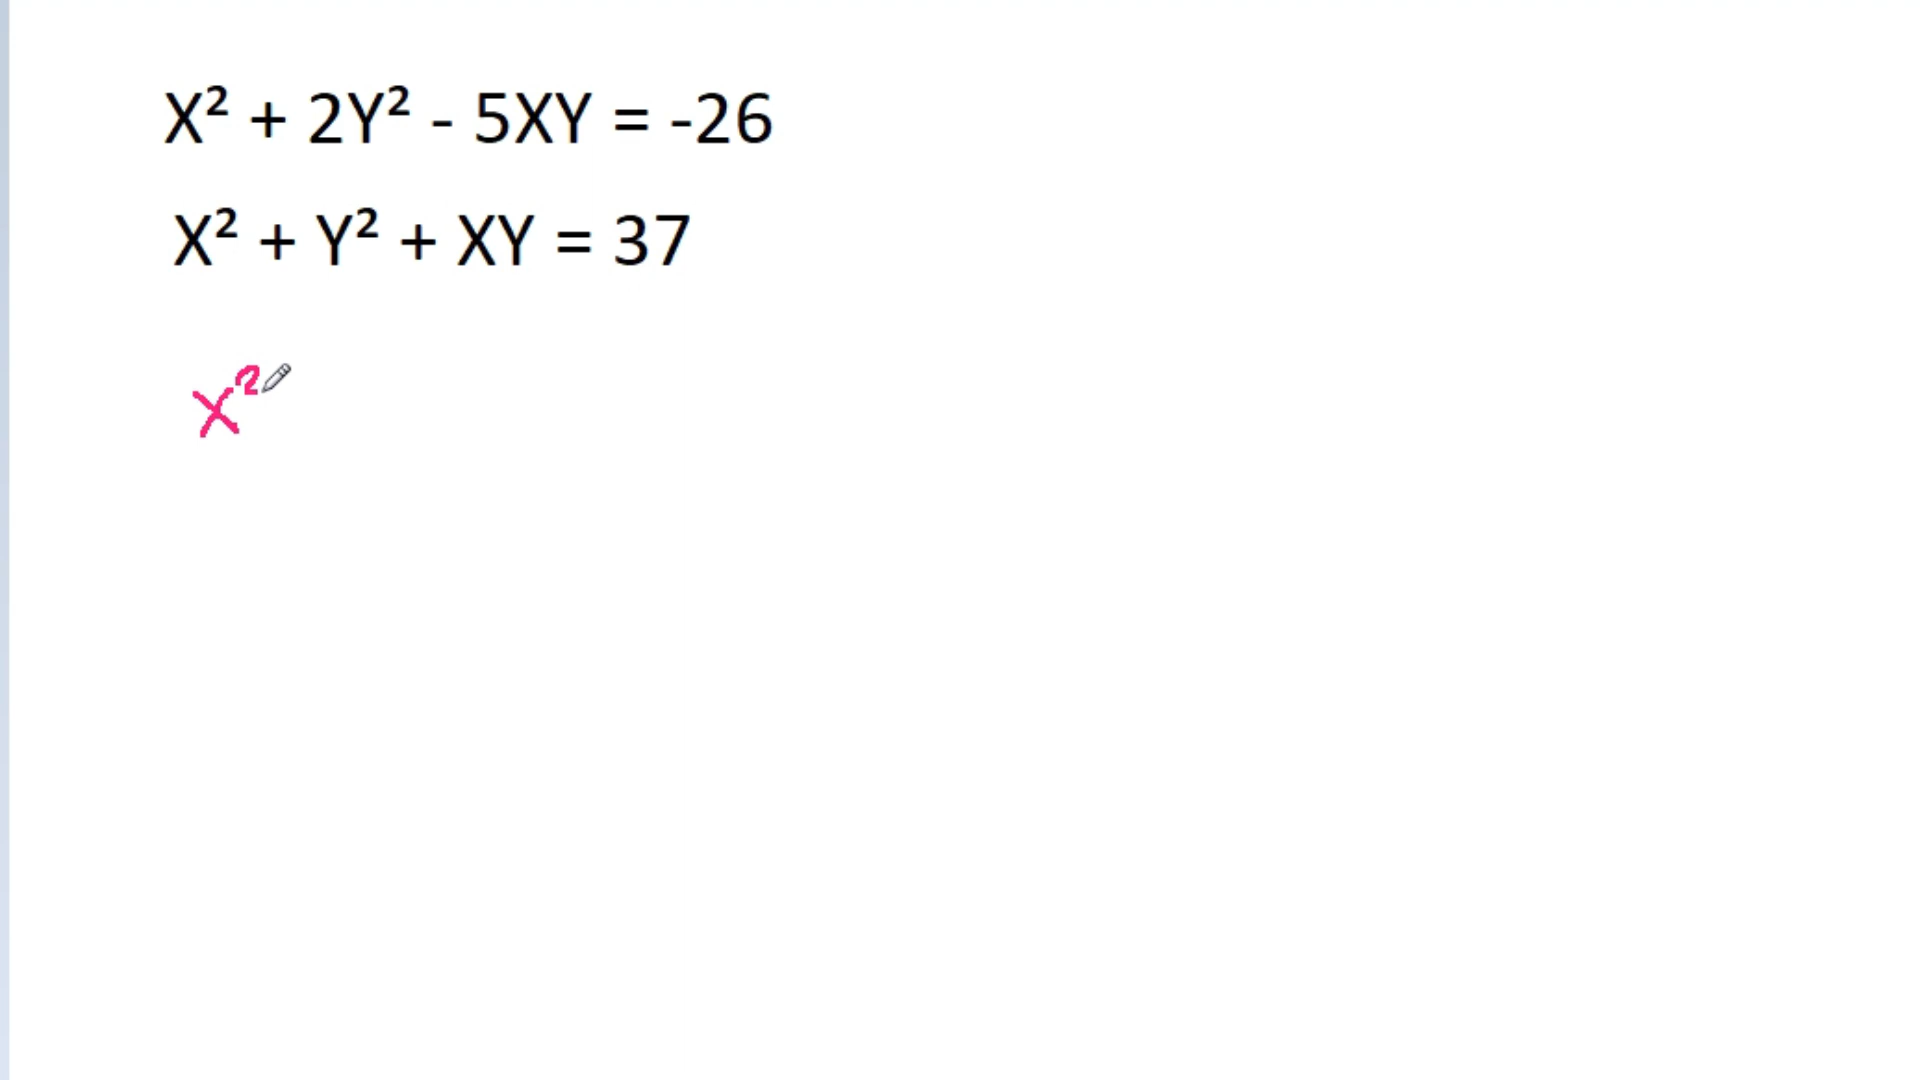 X² + 2Y² - 5XY = -26
X² + Y² + XY = 37
x²